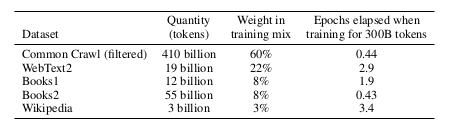 Quantity Weight in Epochs elapsed when
Dataset (tokens) training mix training for 300B tokens
Common Crawl (filtered) 410 billion 60% 0.44
WebText2 19 billion 22% 2.9
Books1 12 billion 8% 1.9
Books2 55 billion 8% 0.43
Wikipedia 3 billion 3% 3.4